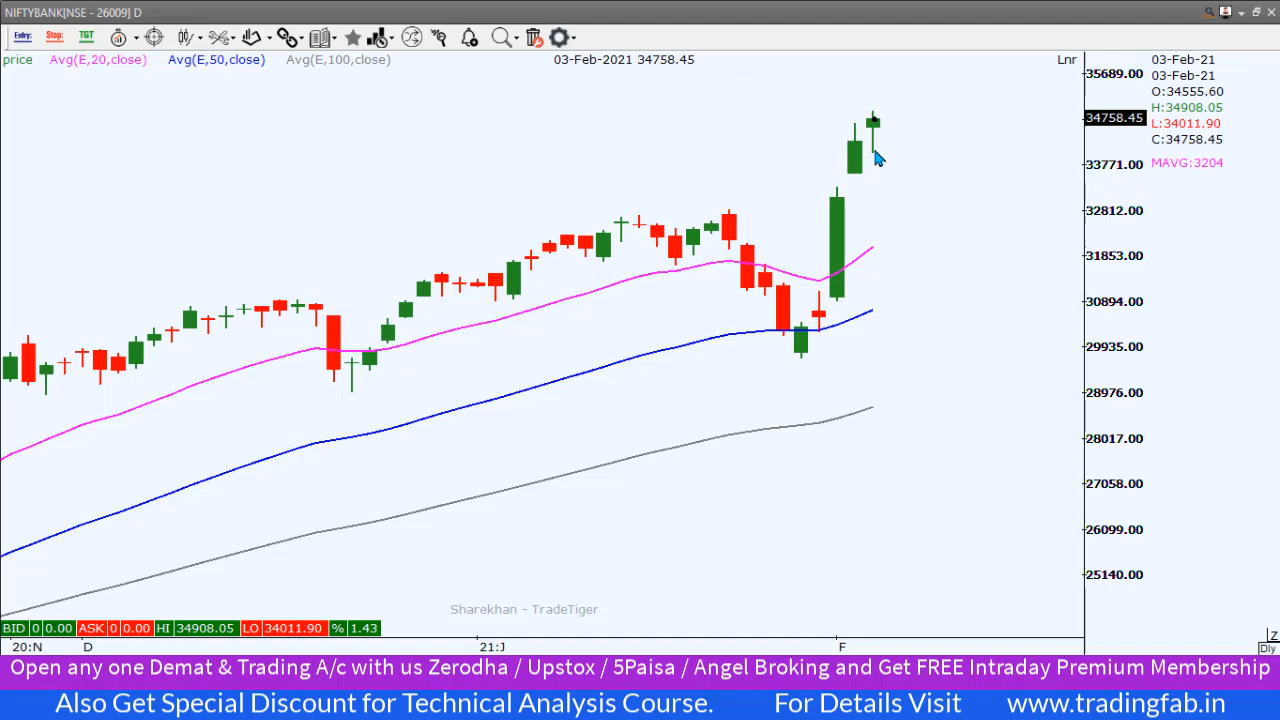 NIFTYBANK[NSE - 26009] D
Entry: Stop: TGT
price Avg(E,20,close) Avg(E,50,close) Avg(E,100,close) 03-Feb-2021 34758.45 Lnr
03-Feb-21
03-Feb-21
O:34555.60
H:34908.05
L:34011.90
C:34758.45
MAVG:3204
35689.00
34758.45
33771.00
32812.00
31853.00
30894.00
29935.00
28976.00
28017.00
27058.00
26099.00
25140.00
Sharekhan - TradeTiger
BID 0 0.00 ASK 0 0.00 HI 34908.05 LO 34011.90 % 1.43
20:N D 21:J F
Z
Dly
Open any one Demat & Trading A/c with us Zerodha / Upstox / 5Paisa / Angel Broking and Get FREE Intraday Premium Membership
Also Get Special Discount for Technical Analysis Course. For Details Visit www.tradingfab.in